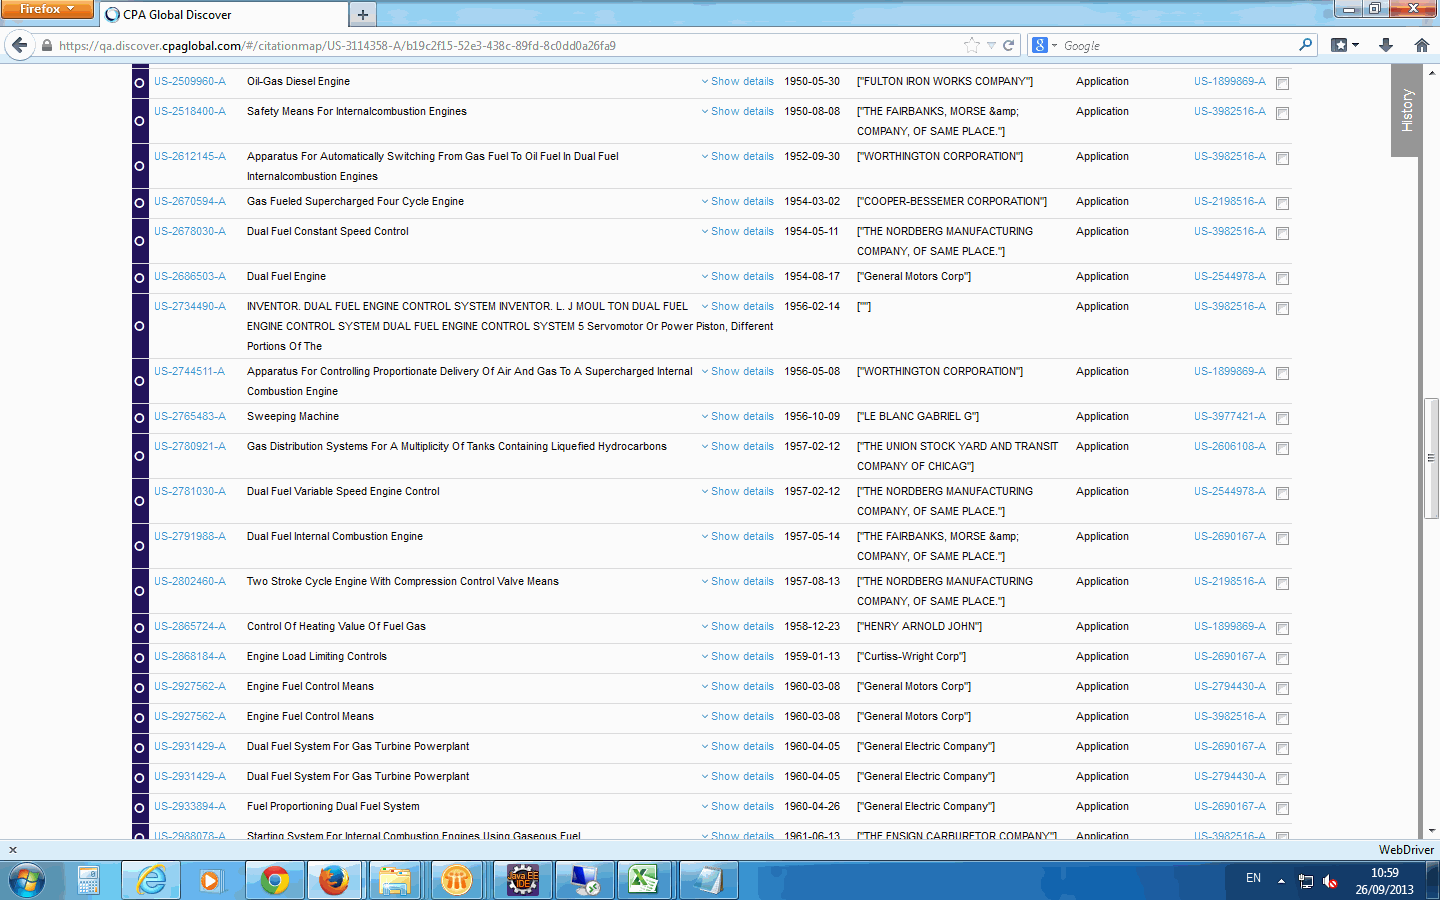 Firefox
CPA Global Discover
https://qa.discover.cpaglobal.com/#/citationmap/US-3114358-A/b19c2f15-52e3-438c-89fd-8c0dd0a26fa9
Google
History
US-2509960-A Oil-Gas Diesel Engine Show details 1950-05-30 ["FULTON IRON WORKS COMPANY"] Application US-1899869-A
US-2518400-A Safety Means For Internalcombustion Engines Show details 1950-08-08 ["THE FAIRBANKS, MORSE &amp; Application US-3982516-A
COMPANY, OF SAME PLACE."]
US-2612145-A Apparatus For Automatically Switching From Gas Fuel To Oil Fuel In Dual Fuel Show details 1952-09-30 ["WORTHINGTON CORPORATION"] Application US-3982516-A
Internalcombustion Engines
US-2670594-A Gas Fueled Supercharged Four Cycle Engine Show details 1954-03-02 ["COOPER-BESSEMER CORPORATION"] Application US-2198516-A
US-2678030-A Dual Fuel Constant Speed Control Show details 1954-05-11 ["THE NORDBERG MANUFACTURING Application US-3982516-A
COMPANY, OF SAME PLACE."]
US-2686503-A Dual Fuel Engine Show details 1954-08-17 ["General Motors Corp"] Application US-2544978-A
US-2734490-A INVENTOR. DUAL FUEL ENGINE CONTROL SYSTEM INVENTOR. L. J MOUL TON DUAL FUEL Show details 1956-02-14 [""] Application US-3982516-A
ENGINE CONTROL SYSTEM DUAL FUEL ENGINE CONTROL SYSTEM 5 Servomotor Or Power Piston, Different
Portions Of The
US-2744511-A Apparatus For Controlling Proportionate Delivery Of Air And Gas To A Supercharged Internal Show details 1956-05-08 ["WORTHINGTON CORPORATION"] Application US-1899869-A
Combustion Engine
US-2765483-A Sweeping Machine Show details 1956-10-09 ["LE BLANC GABRIEL G"] Application US-3977421-A
US-2780921-A Gas Distribution Systems For A Multiplicity Of Tanks Containing Liquefied Hydrocarbons Show details 1957-02-12 ["THE UNION STOCK YARD AND TRANSIT Application US-2606108-A
COMPANY OF CHICAG"]
US-2781030-A Dual Fuel Variable Speed Engine Control Show details 1957-02-12 ["THE NORDBERG MANUFACTURING Application US-2544978-A
COMPANY, OF SAME PLACE."]
US-2791988-A Dual Fuel Internal Combustion Engine Show details 1957-05-14 ["THE FAIRBANKS, MORSE &amp; Application US-2690167-A
COMPANY, OF SAME PLACE."]
US-2802460-A Two Stroke Cycle Engine With Compression Control Valve Means Show details 1957-08-13 ["THE NORDBERG MANUFACTURING Application US-2198516-A
COMPANY, OF SAME PLACE."]
US-2865724-A Control Of Heating Value Of Fuel Gas Show details 1958-12-23 ["HENRY ARNOLD JOHN"] Application US-1899869-A
US-2868184-A Engine Load Limiting Controls Show details 1959-01-13 ["Curtiss-Wright Corp"] Application US-2690167-A
US-2927562-A Engine Fuel Control Means Show details 1960-03-08 ["General Motors Corp"] Application US-2794430-A
US-2927562-A Engine Fuel Control Means Show details 1960-03-08 ["General Motors Corp"] Application US-3982516-A
US-2931429-A Dual Fuel System For Gas Turbine Powerplant Show details 1960-04-05 ["General Electric Company"] Application US-2690167-A
US-2931429-A Dual Fuel System For Gas Turbine Powerplant Show details 1960-04-05 ["General Electric Company"] Application US-2794430-A
US-2933894-A Fuel Proportioning Dual Fuel System Show details 1960-04-26 ["General Electric Company"] Application US-2690167-A
US-2988078-A Starting System For Internal Combustion Engines Using Gaseous Fuel Show details 1961-06-13 ["THE ENSIGN CARBURETOR COMPANY"] Application US-3982516-A
WebDriver
Java EE
IDE
EN
10:59
26/09/2013